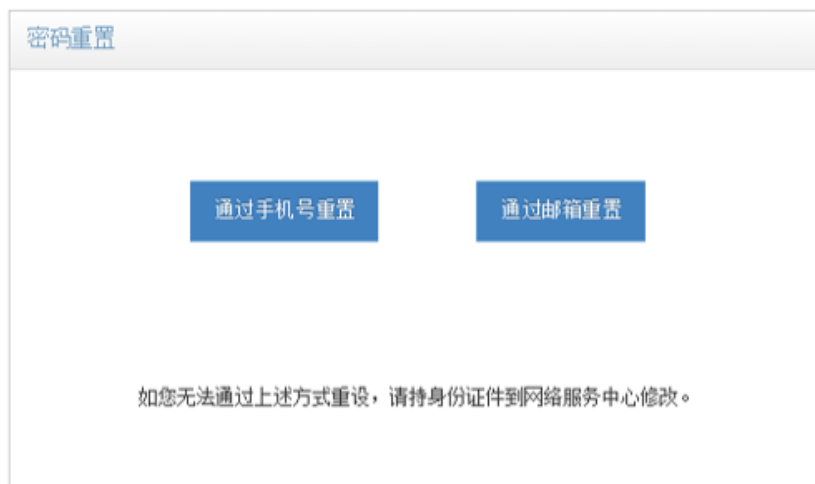 密码重置
通过手机号重置
通过邮箱重置
如您无法通过上述方式重设，请持身份证件到网络服务中心修改。